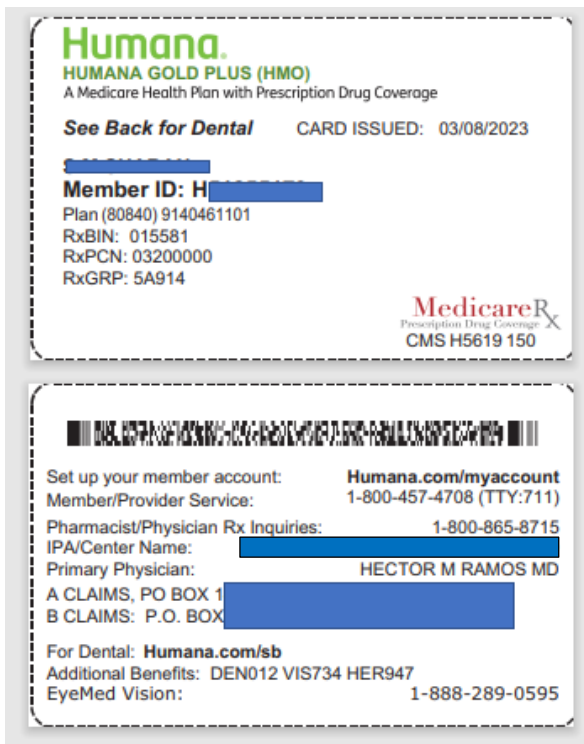 Humana.
HUMANA GOLD PLUS (HMO)
A Medicare Health Plan with Prescription Drug Coverage
See Back for Dental CARD ISSUED: 03/08/2023
Member ID: H
Plan (80840) 9140461101
RxBIN: 015581
RxPCN: 03200000
RxGRP: 5A914
MedicareRx
Prescription Drug Coverage
CMS H5619 150
Set up your member account: Humana.com/myaccount
Member/Provider Service: 1-800-457-4708 (TTY:711)
Pharmacist/Physician Rx Inquiries: 1-800-865-8715
IPA/Center Name:
Primary Physician: HECTOR M RAMOS MD
A CLAIMS, PO BOX 1
B CLAIMS: P.O. BOX
For Dental: Humana.com/sb
Additional Benefits: DEN012 VIS734 HER947
EyeMed Vision: 1-888-289-0595